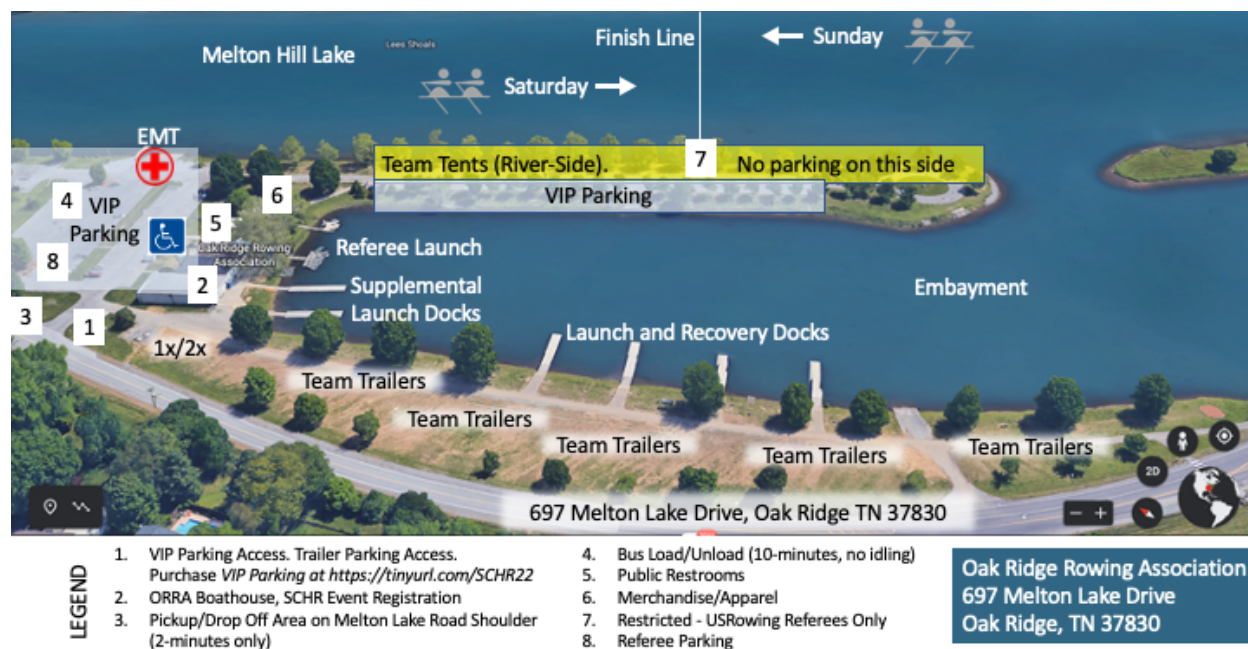 Melton Hill Lake
Lees Shoals
Finish Line
Sunday
Saturday
EMT
7
Team Tents (River-Side).
No parking on this side
4
VIP
Parking
6
VIP Parking
5
Oak Ridge Rowing
Association
Referee Launch
8
2
Supplemental
Launch Docks
Embayment
3
1
1x/2x
Launch and Recovery Docks
Team Trailers
Team Trailers
Team Trailers
Team Trailers
Team Trailers
2D
697 Melton Lake Drive, Oak Ridge TN 37830
LEGEND
1. VIP Parking Access. Trailer Parking Access.
Purchase VIP Parking at https://tinyurl.com/SCHR22
2. ORRA Boathouse, SCHR Event Registration
3. Pickup/Drop Off Area on Melton Lake Road Shoulder
(2-minutes only)
4. Bus Load/Unload (10-minutes, no idling)
5. Public Restrooms
6. Merchandise/Apparel
7. Restricted - USRowing Referees Only
8. Referee Parking
Oak Ridge Rowing Association
697 Melton Lake Drive
Oak Ridge, TN 37830